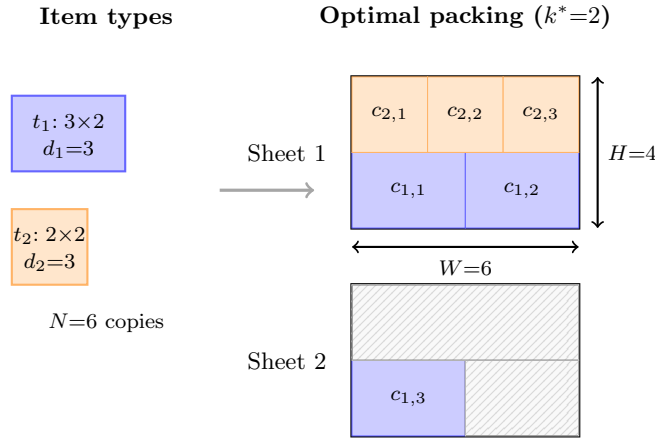 Item types
Optimal packing (k*=2)
t₁: 3×2
d₁=3
t₂: 2×2
d₂=3
N=6 copies
Sheet 1
c₂,₁
c₂,₂
c₂,₃
c₁,₁
c₁,₂
H=4
W=6
Sheet 2
c₁,₃